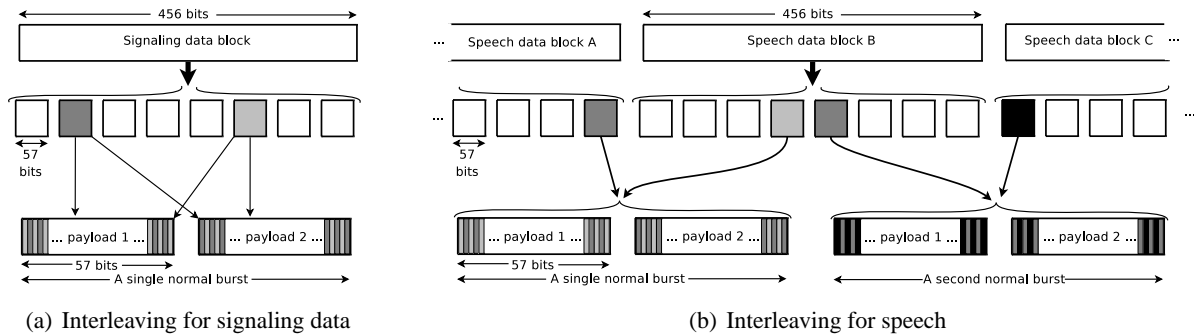 456 bits
Signaling data block
57
bits
... payload 1 ...
... payload 2 ...
57 bits
A single normal burst
(a) Interleaving for signaling data
456 bits
... Speech data block A
Speech data block B
Speech data block C ...
...
...
57
bits
... payload 1 ...
... payload 2 ...
... payload 1 ...
... payload 2 ...
57 bits
A single normal burst
A second normal burst
(b) Interleaving for speech